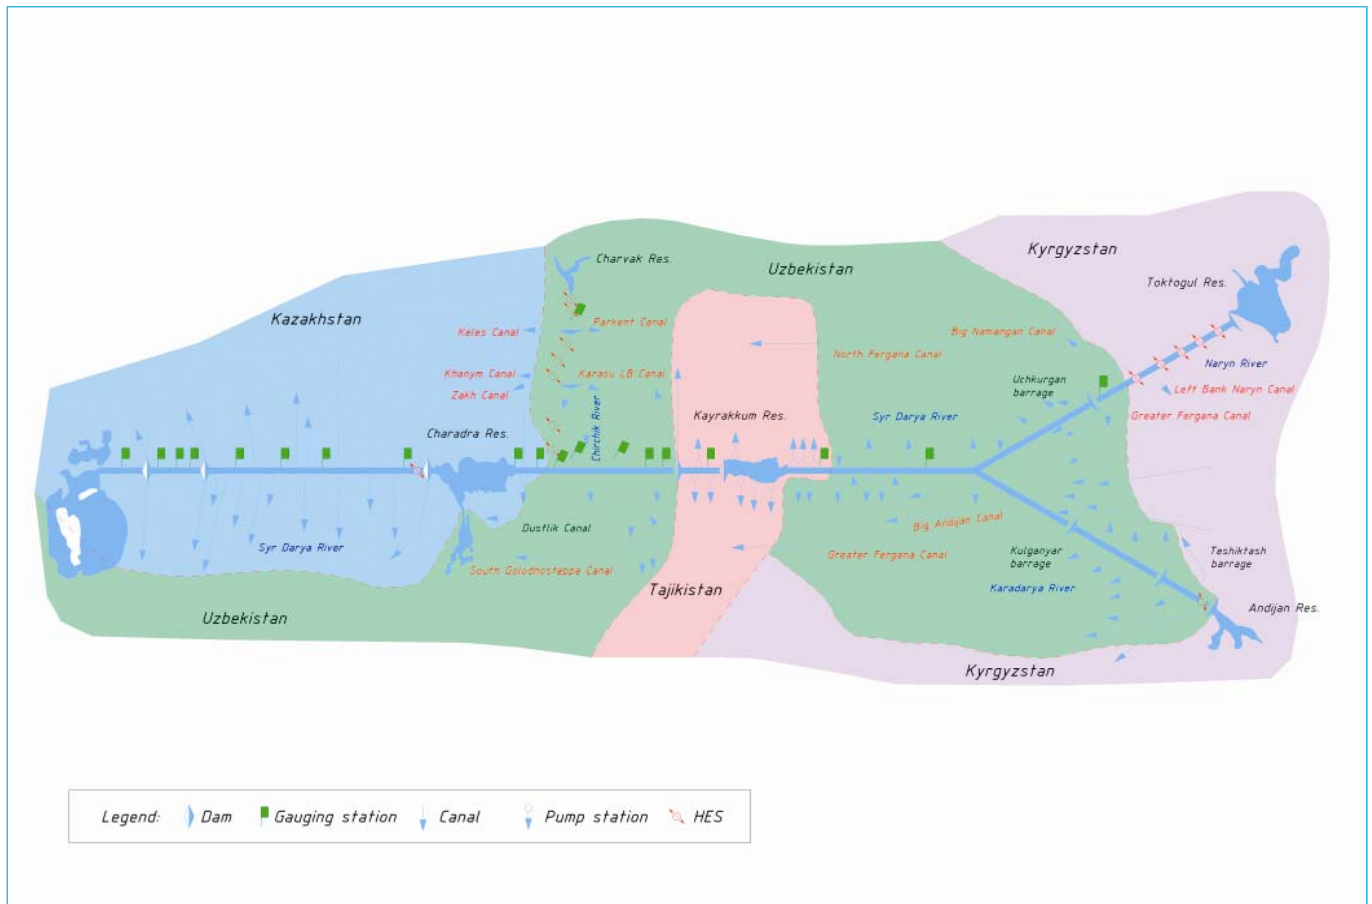 Kyrgyzstan
Charvak Res.
Uzbekistan
Toktogul Res.
Kazakhstan
Parkent Canal
Keles Canal
Big Namangan Canal
North Fergana Canal
Naryn River
Khanym Canal
Karasu LB Canal
Uchkurgan
barrage
Left Bank Naryn Canal
Zakh Canal
Chirchik River
Kayrakkum Res.
Syr Darya River
Greater Fergana Canal
Charadra Res.
Dustlik Canal
Big Andijan Canal
Syr Darya River
Greater Fergana Canal
Kulganyar
barrage
Teshiktash
barrage
South Golodnosteppe Canal
Tajikistan
Karadarya River
Andijan Res.
Uzbekistan
Kyrgyzstan
Legend: Dam Gauging station Canal Pump station HES